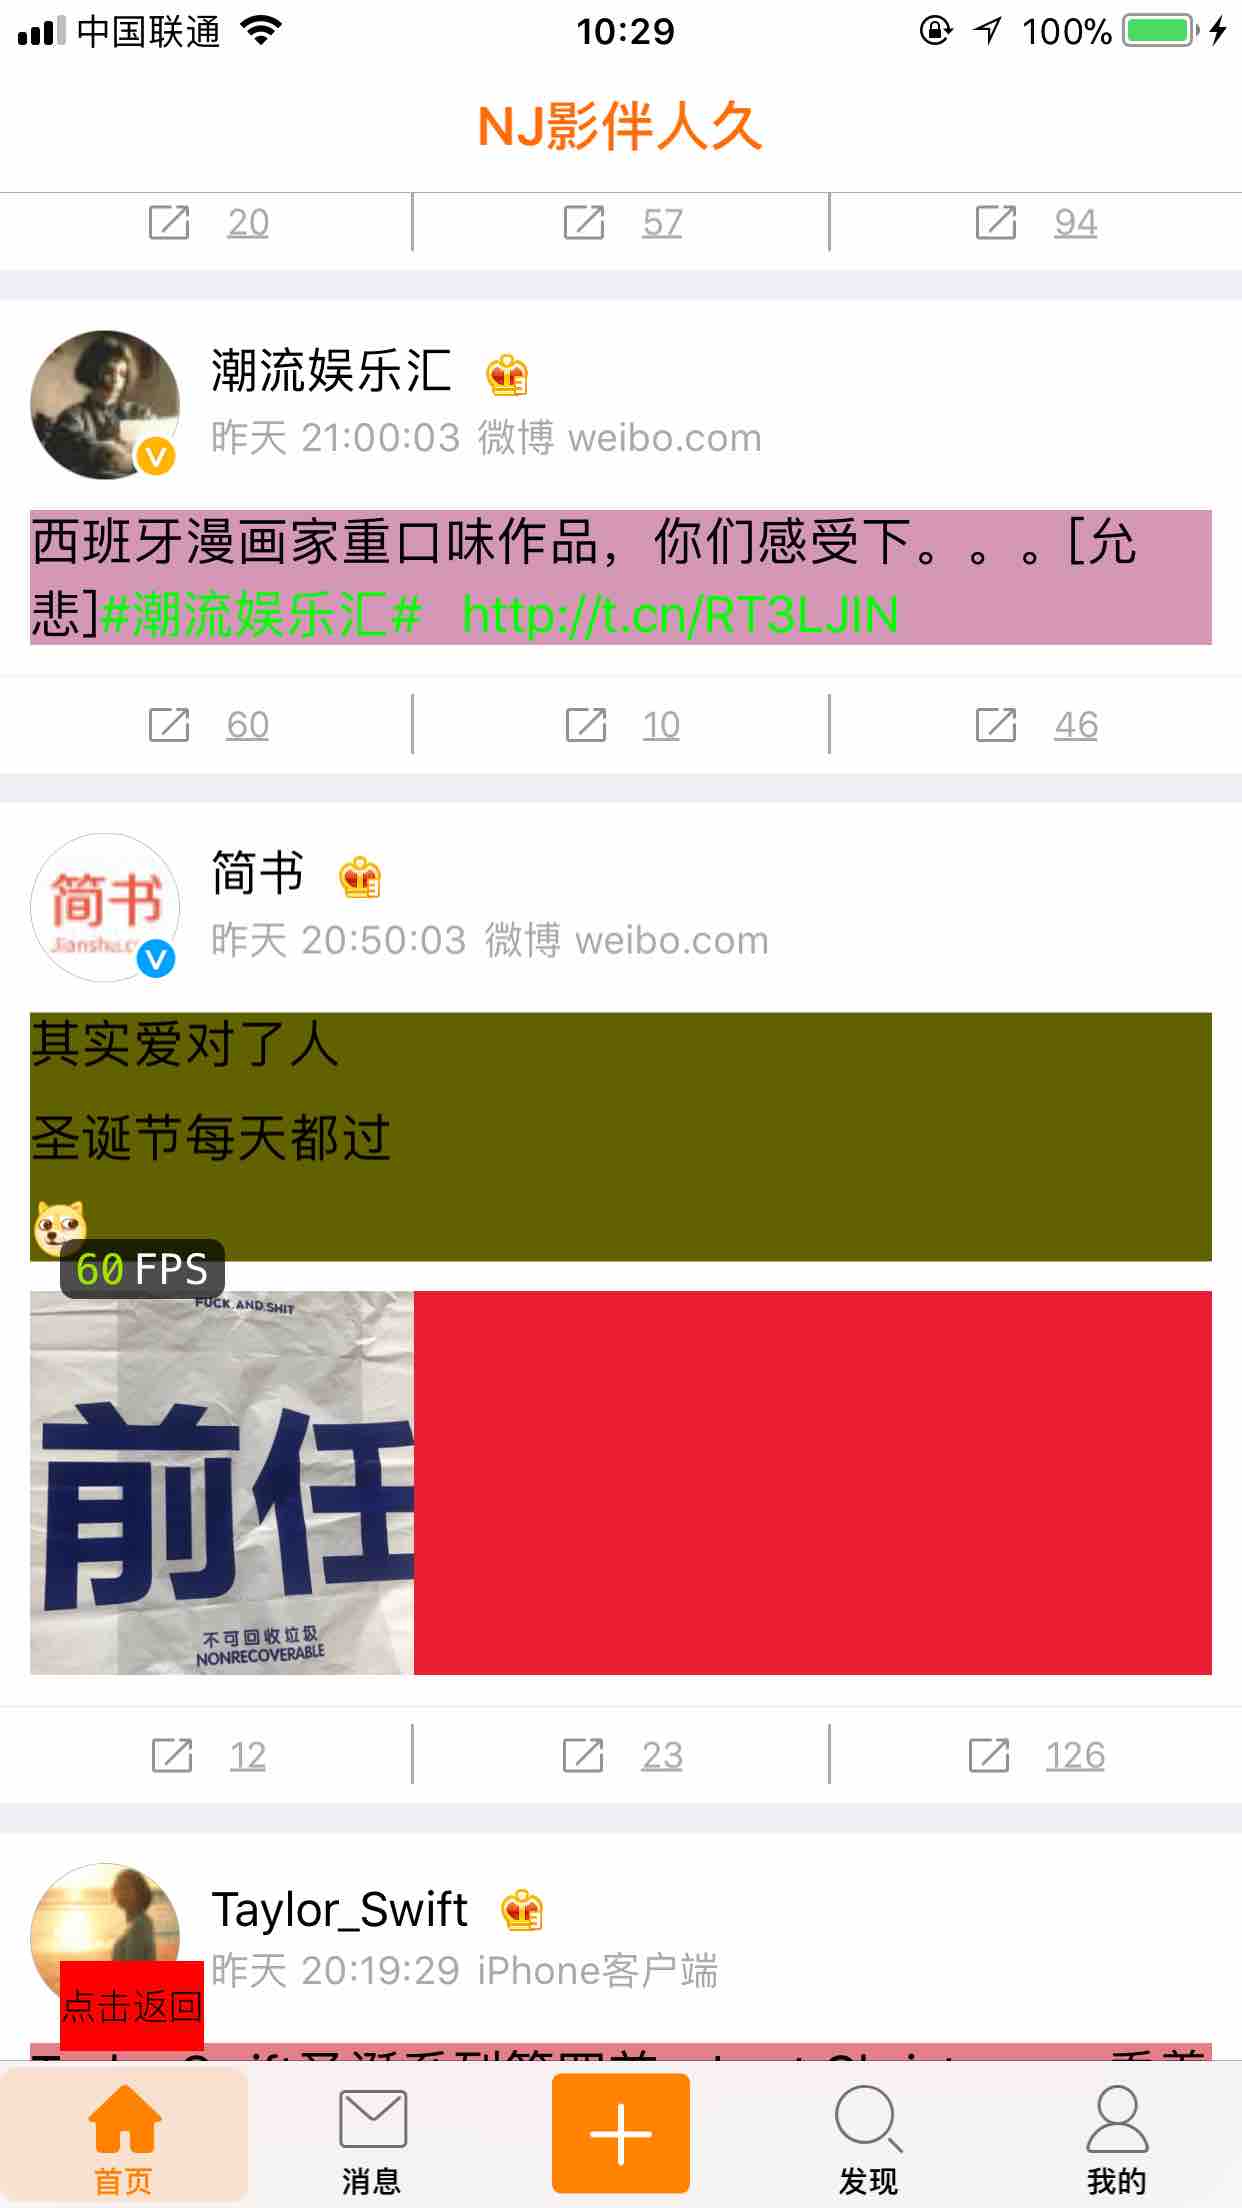 中国联通 10:29 100%
NJ影伴人久
20 57 94
潮流娱乐汇
昨天 21:00:03 微博 weibo.com
西班牙漫画家重口味作品，你们感受下。。。[允
悲]#潮流娱乐汇# http://t.cn/RT3LJIN
60 10 46
简书
简书
昨天 20:50:03 微博 weibo.com
其实爱对了人
圣诞节每天都过
60 FPS
FUCK AND SHIT
前任
不可回收垃圾
NONRECOVERABLE
12 23 126
Taylor_Swift
昨天 20:19:29 iPhone客户端
点击返回
首页 消息 发现 我的